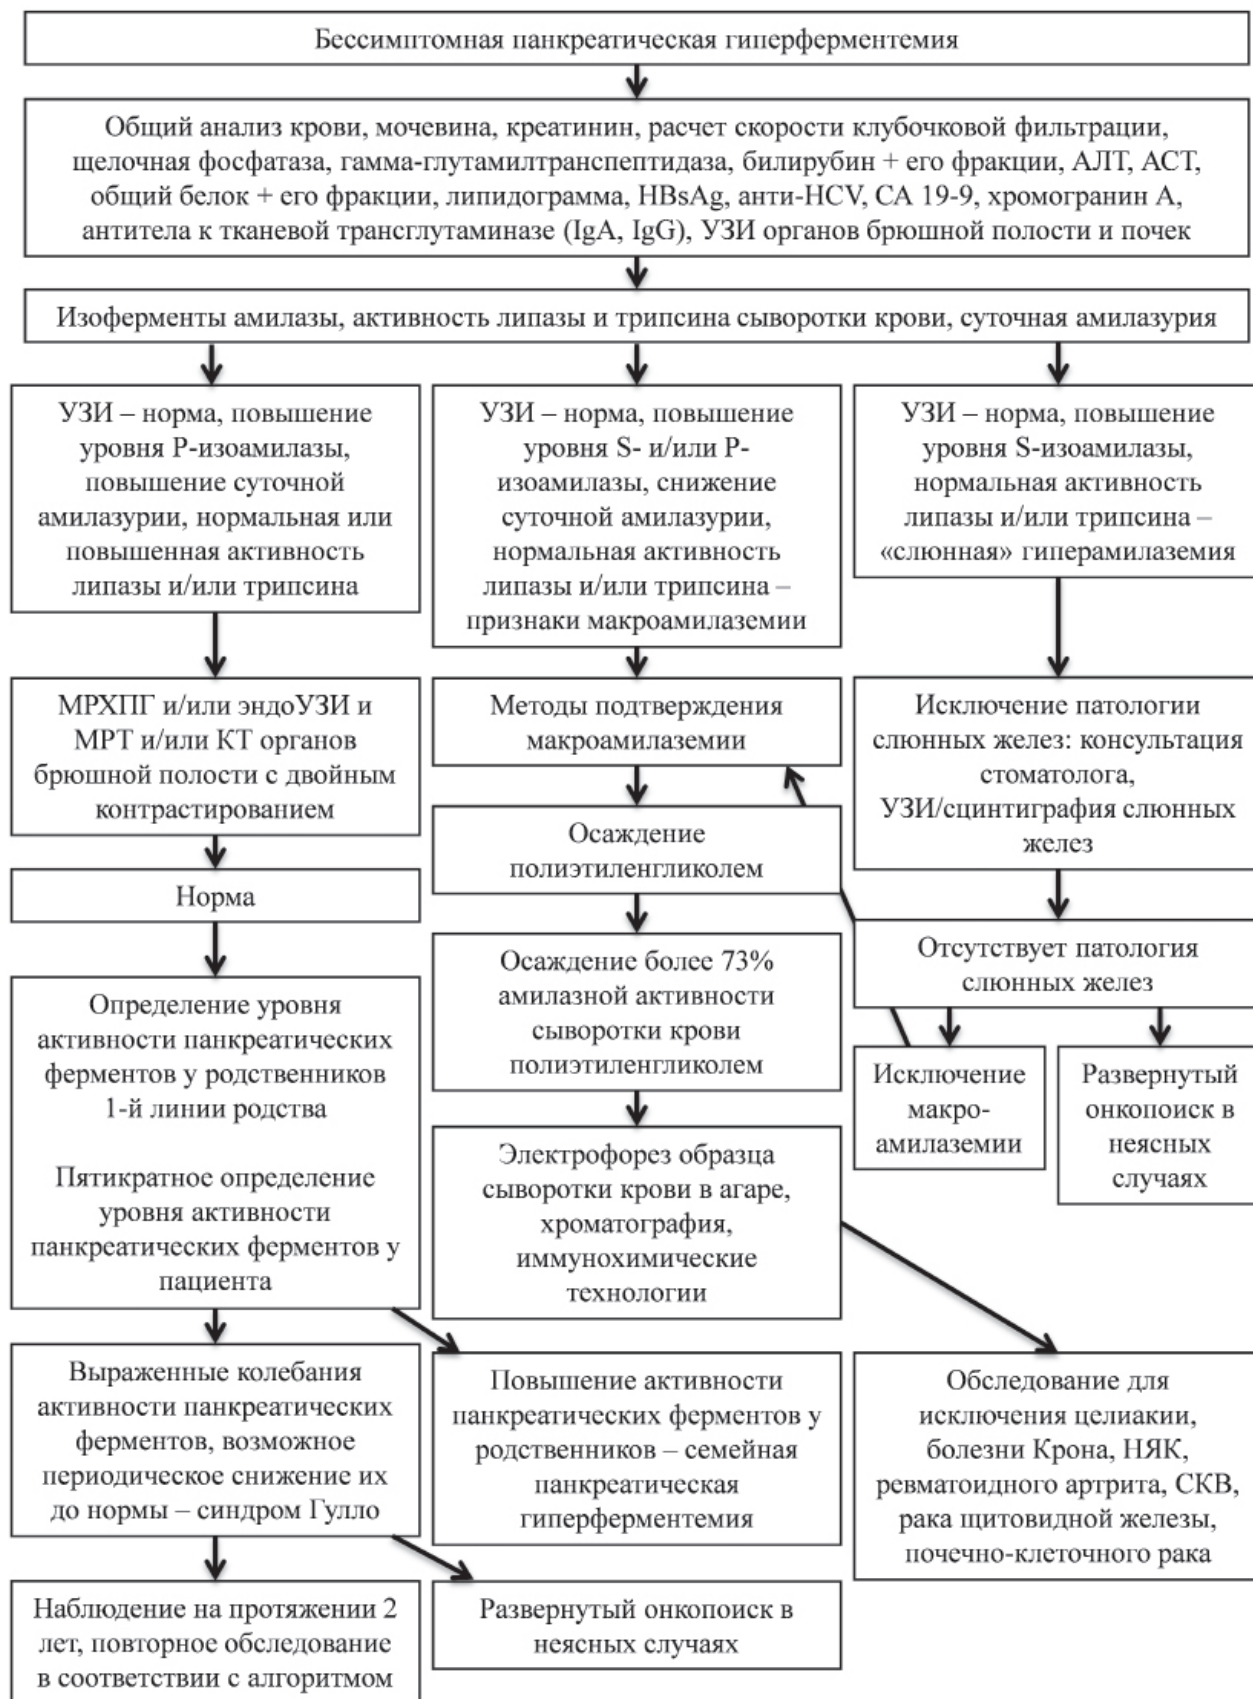 Бессимптомная панкреатическая гиперферментемия
Общий анализ крови, мочевина, креатинин, расчет скорости клубочковой фильтрации,
щелочная фосфатаза, гамма-глутамилтранспептидаза, билирубин + его фракции, АЛТ, АСТ,
общий белок + его фракции, липидограмма, HBsAg, анти-HCV, CA 19-9, хромогранин А,
антитела к тканевой трансглутаминазе (IgA, IgG), УЗИ органов брюшной полости и почек
Изоферменты амилазы, активность липазы и трипсина сыворотки крови, суточная амилазурия
УЗИ – норма, повышение
уровня P-изоамилазы,
повышение суточной
амилазурии, нормальная или
повышенная активность
липазы и/или трипсина
МРХПГ и/или эндоУЗИ и
МРТ и/или КТ органов
брюшной полости с двойным
контрастированием
Норма
Определение уровня
активности панкреатических
ферментов у родственников
1-й линии родства
Пятикратное определение
уровня активности
панкреатических ферментов у
пациента
Выраженные колебания
активности панкреатических
ферментов, возможное
периодическое снижение их
до нормы – синдром Гулло
Наблюдение на протяжении 2
лет, повторное обследование
в соответствии с алгоритмом
УЗИ – норма, повышение
уровня S- и/или P-
изоамилазы, снижение
суточной амилазурии,
нормальная активность
липазы и/или трипсина –
признаки макроамилаземии
Методы подтверждения
макроамилаземии
Осаждение
полиэтиленгликолем
Осаждение более 73%
амилазной активности
сыворотки крови
полиэтиленгликолем
Электрофорез образца
сыворотки крови в агаре,
хроматография,
иммунохимические
технологии
Повышение активности
панкреатических ферментов у
родственников – семейная
панкреатическая
гиперферментемия
Развернутый онкопоиск в
неясных случаях
УЗИ – норма, повышение
уровня S-изоамилазы,
нормальная активность
липазы и/или трипсина –
«слюнная» гиперамилаземия
Исключение патологии
слюнных желез: консультация
стоматолога,
УЗИ/сцинтиграфия слюнных
желез
Отсутствует патология
слюнных желез
Исключение
макро-
амилаземии
Развернутый
онкопоиск в
неясных
случаях
Обследование для
исключения целиакии,
болезни Крона, НЯК,
ревматоидного артрита, СКВ,
рака щитовидной железы,
почечно-клеточного рака